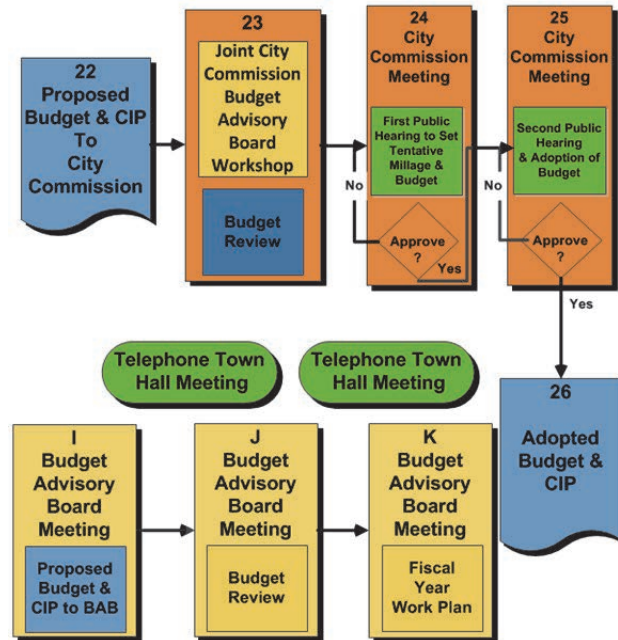 22
Proposed
Budget & CIP
To
City
Commission
23
Joint City
Commission
Budget
Advisory
Board
Workshop
Budget
Review
24
City
Commission
Meeting
First Public
Hearing to Set
Tentative
Millage &
Budget
No
Approve
?
Yes
25
City
Commission
Meeting
Second Public
Hearing
& Adoption of
Budget
No
Approve
?
Yes
26
Adopted
Budget &
CIP
Telephone Town
Hall Meeting
Telephone Town
Hall Meeting
I
Budget
Advisory
Board
Meeting
Proposed
Budget &
CIP to BAB
J
Budget
Advisory
Board
Meeting
Budget
Review
K
Budget
Advisory
Board
Meeting
Fiscal
Year
Work Plan